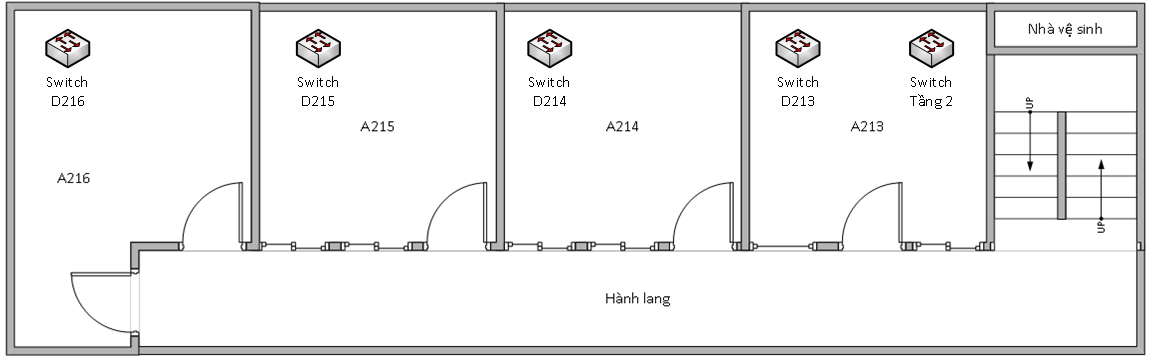 Nhà vệ sinh
Switch
D216
Switch
D215
Switch
D214
Switch
D213
Switch
Tầng 2
UP
A215
A214
A213
A216
UP
Hành lang